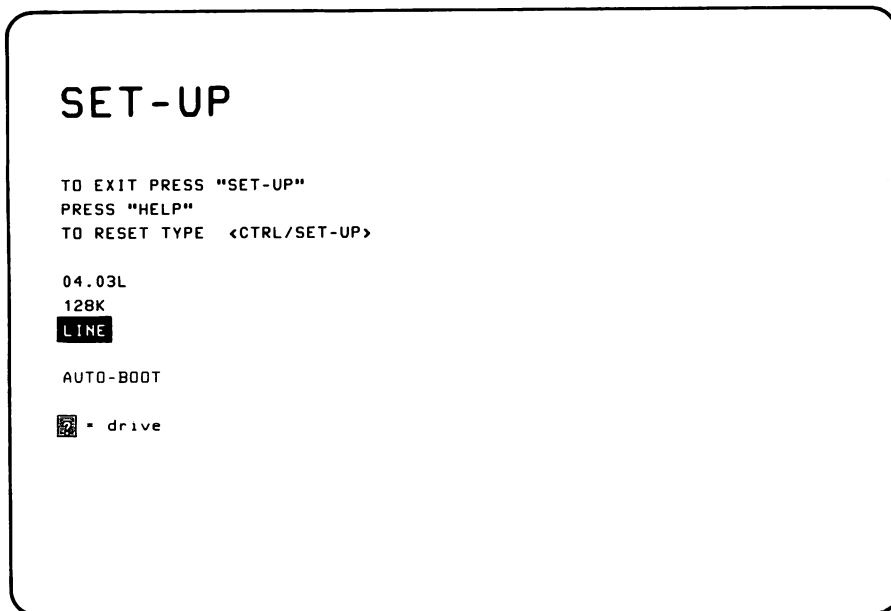 SET-UP
TO EXIT PRESS "SET-UP"
PRESS "HELP"
TO RESET TYPE <CTRL/SET-UP>
04.03L
128K
LINE
AUTO-BOOT
= drive